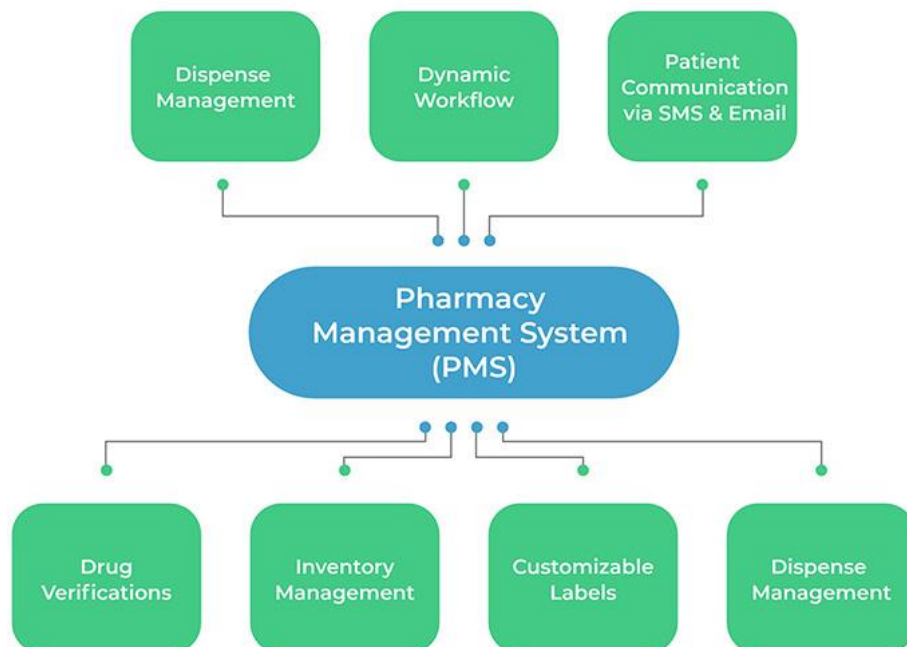 Dispense
Management
Dynamic
Workflow
Patient
Communication
via SMS & Email
Pharmacy
Management System
(PMS)
Drug
Verifications
Inventory
Management
Customizable
Labels
Dispense
Management